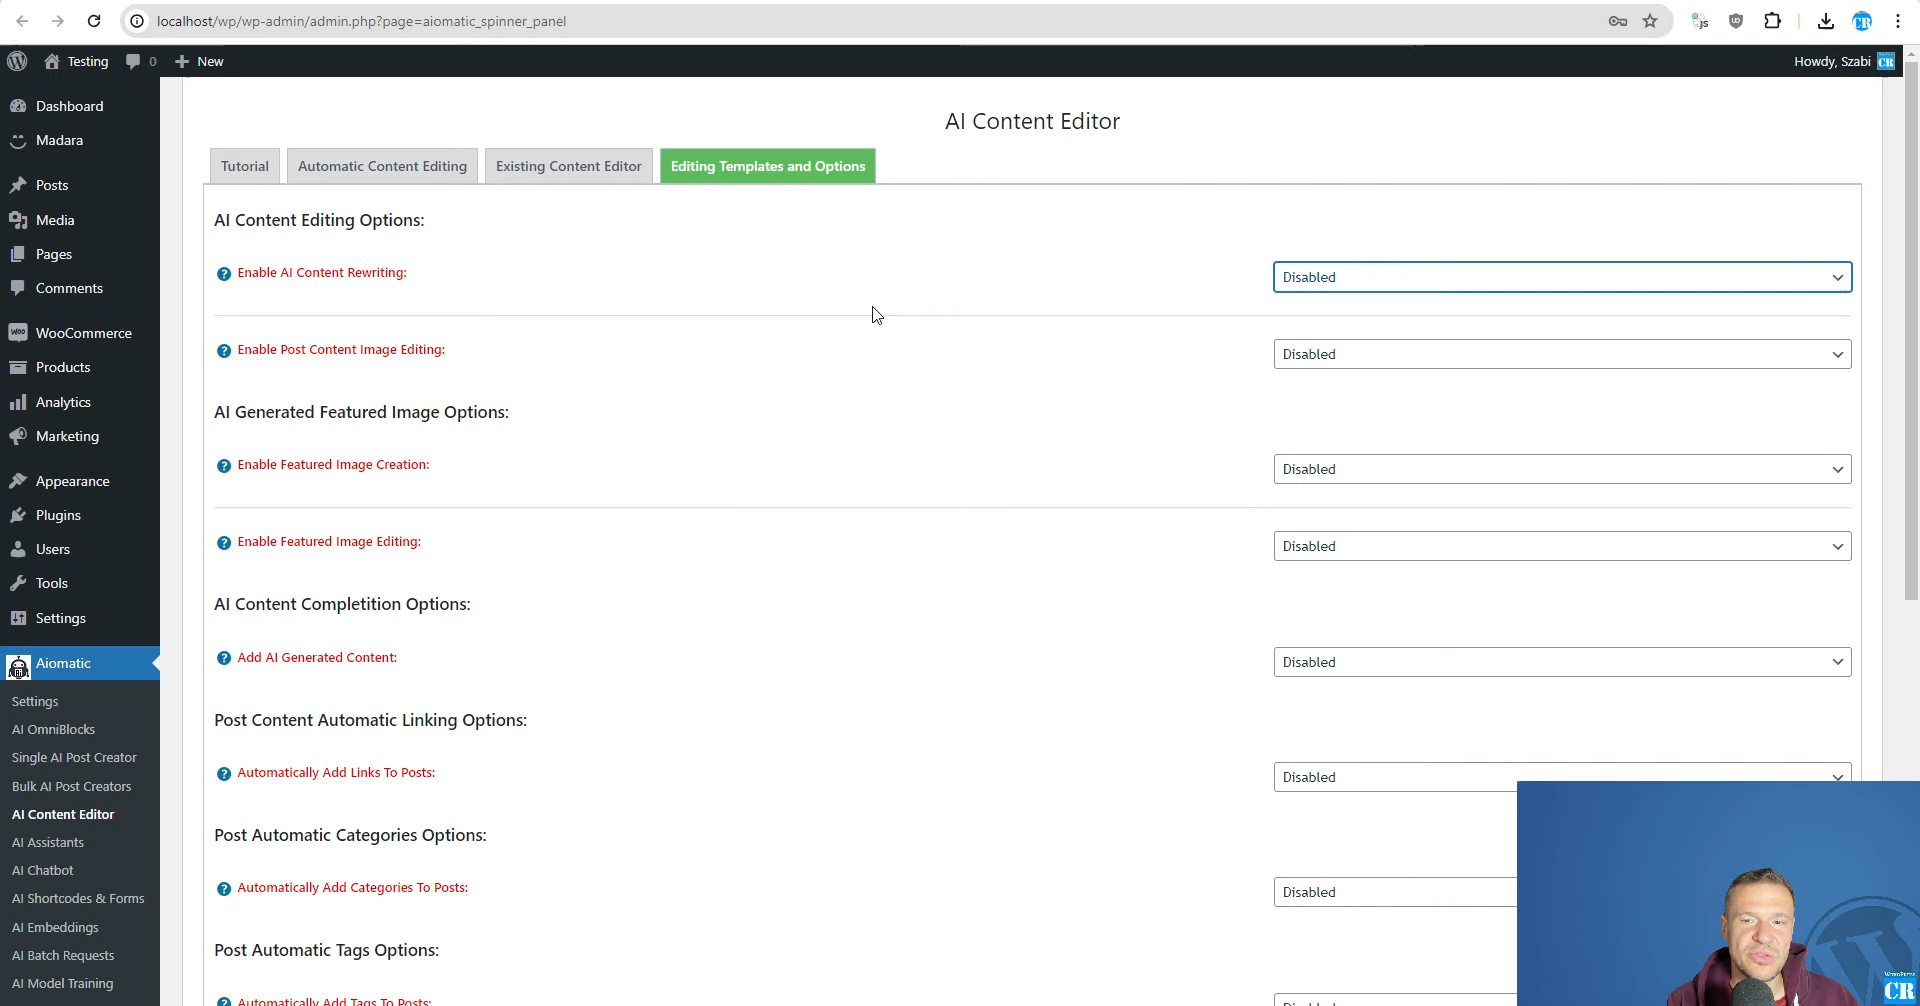 localhost/wp/wp-admin/admin.php?page=aiomatic_spinner_panel
Testing
0
New
Howdy, Szabi
CR
Dashboard
Madara
Posts
Media
Pages
Comments
WooCommerce
Products
Analytics
Marketing
Appearance
Plugins
Users
Tools
Settings
Aiomatic
Settings
AI OmniBlocks
Single AI Post Creator
Bulk AI Post Creators
AI Content Editor
AI Assistants
AI Chatbot
AI Shortcodes & Forms
AI Embeddings
AI Batch Requests
AI Model Training
AI Content Editor
Tutorial
Automatic Content Editing
Existing Content Editor
Editing Templates and Options
AI Content Editing Options:
Enable AI Content Rewriting:
Disabled
Enable Post Content Image Editing:
Disabled
AI Generated Featured Image Options:
Enable Featured Image Creation:
Disabled
Enable Featured Image Editing:
Disabled
AI Content Completition Options:
Add AI Generated Content:
Disabled
Post Content Automatic Linking Options:
Automatically Add Links To Posts:
Disabled
Post Automatic Categories Options:
Automatically Add Categories To Posts:
Disabled
Post Automatic Tags Options:
Automatically Add Tags To Posts:
Disabled
WORDPRESS
CR